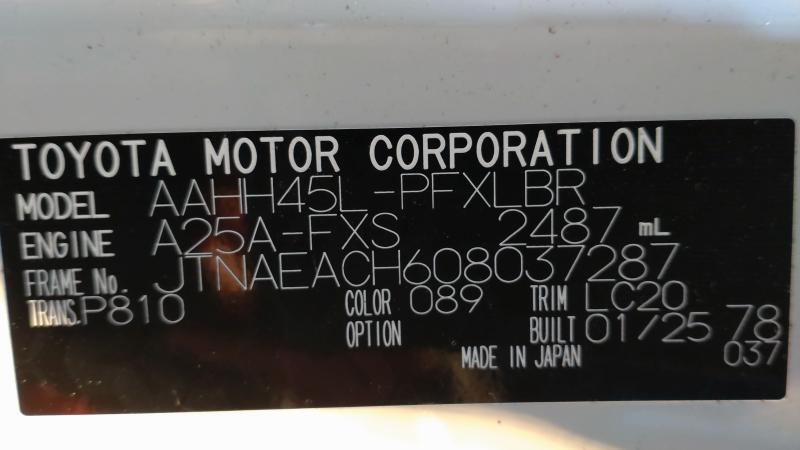 TOYOTA MOTOR CORPORATION
MODEL AAHH45L-PFXLBR
ENGINE A25A-FXS 2487 mL
FRAME No. JTNAEACH608037287
TRANS. P810 COLOR 089 TRIM LC20
OPTION BUILT 01/25 78
MADE IN JAPAN 037